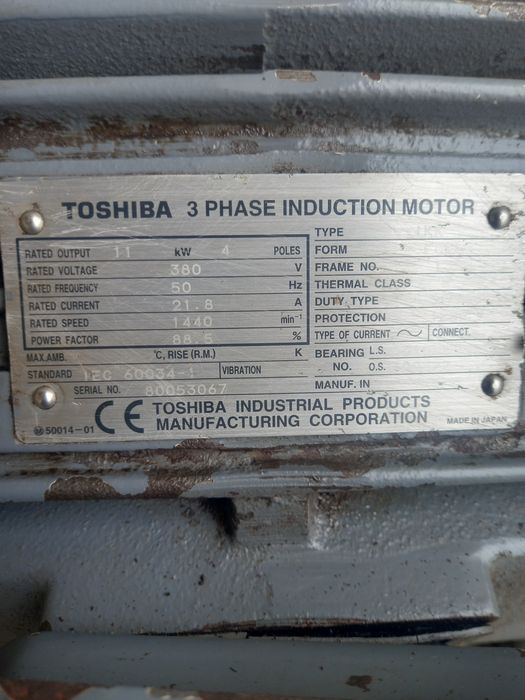 TOSHIBA 3 PHASE INDUCTION MOTOR
RATED OUTPUT 11 kW 4 POLES
RATED VOLTAGE 380 V
RATED FREQUENCY 50 Hz
RATED CURRENT 21.8 A
RATED SPEED 1440 min⁻¹
POWER FACTOR 88.5 %
MAX.AMB. °C, RISE (R.M.) K
STANDARD IEC 60034-1 VIBRATION
SERIAL NO. 80053067
TYPE
FORM
FRAME NO.
THERMAL CLASS
DUTY TYPE
PROTECTION
TYPE OF CURRENT ~ CONNECT.
BEARING L.S.
NO. O.S.
MANUF. IN
Ⓜ 50014-01
CE TOSHIBA INDUSTRIAL PRODUCTS
MANUFACTURING CORPORATION
MADE IN JAPAN